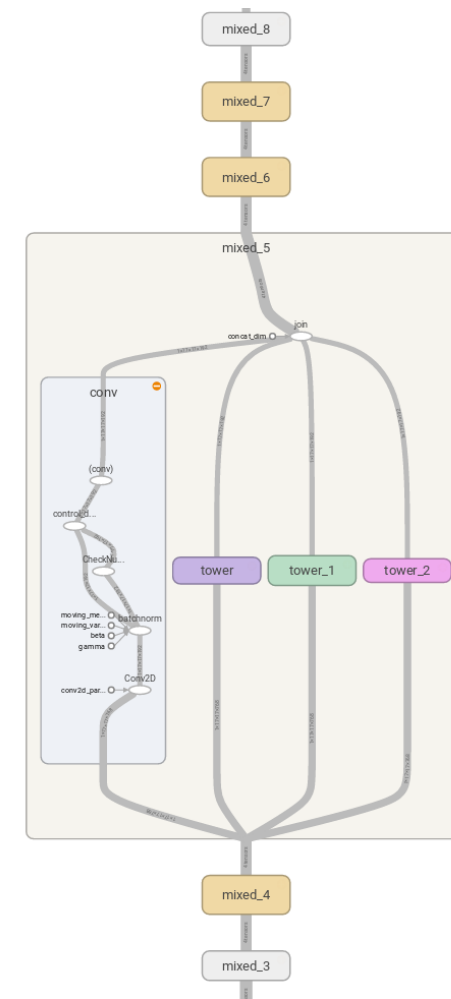 mixed_8
mixed_7
mixed_6
mixed_5
join
concat_dim
conv
(conv)
control_d...
CheckNu...
moving_me...
batchnorm
moving_var...
beta
gamma
Conv2D
conv2d_par...
tower
tower_1
tower_2
mixed_4
mixed_3